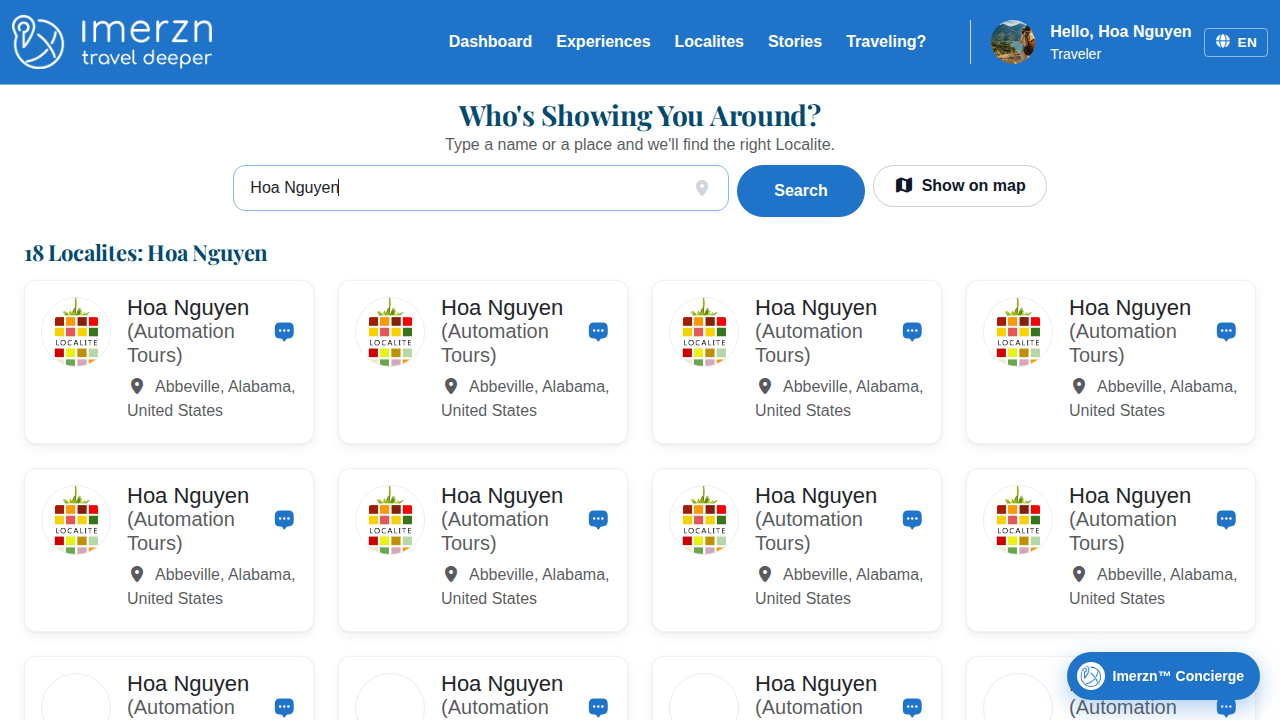 imerzn
travel deeper
Dashboard Experiences Localites Stories Traveling?
Hello, Hoa Nguyen
Traveler
EN
Who's Showing You Around?
Type a name or a place and we'll find the right Localite.
Hoa Nguyen
Search
Show on map
18 Localites: Hoa Nguyen
LOCALITE
Hoa Nguyen
(Automation
Tours)
Abbeville, Alabama,
United States
LOCALITE
Hoa Nguyen
(Automation
Tours)
Abbeville, Alabama,
United States
LOCALITE
Hoa Nguyen
(Automation
Tours)
Abbeville, Alabama,
United States
LOCALITE
Hoa Nguyen
(Automation
Tours)
Abbeville, Alabama,
United States
LOCALITE
Hoa Nguyen
(Automation
Tours)
Abbeville, Alabama,
United States
LOCALITE
Hoa Nguyen
(Automation
Tours)
Abbeville, Alabama,
United States
LOCALITE
Hoa Nguyen
(Automation
Tours)
Abbeville, Alabama,
United States
LOCALITE
Hoa Nguyen
(Automation
Tours)
Abbeville, Alabama,
United States
Hoa Nguyen
(Automation
Hoa Nguyen
(Automation
Hoa Nguyen
(Automation
(Automation
Imerzn™ Concierge